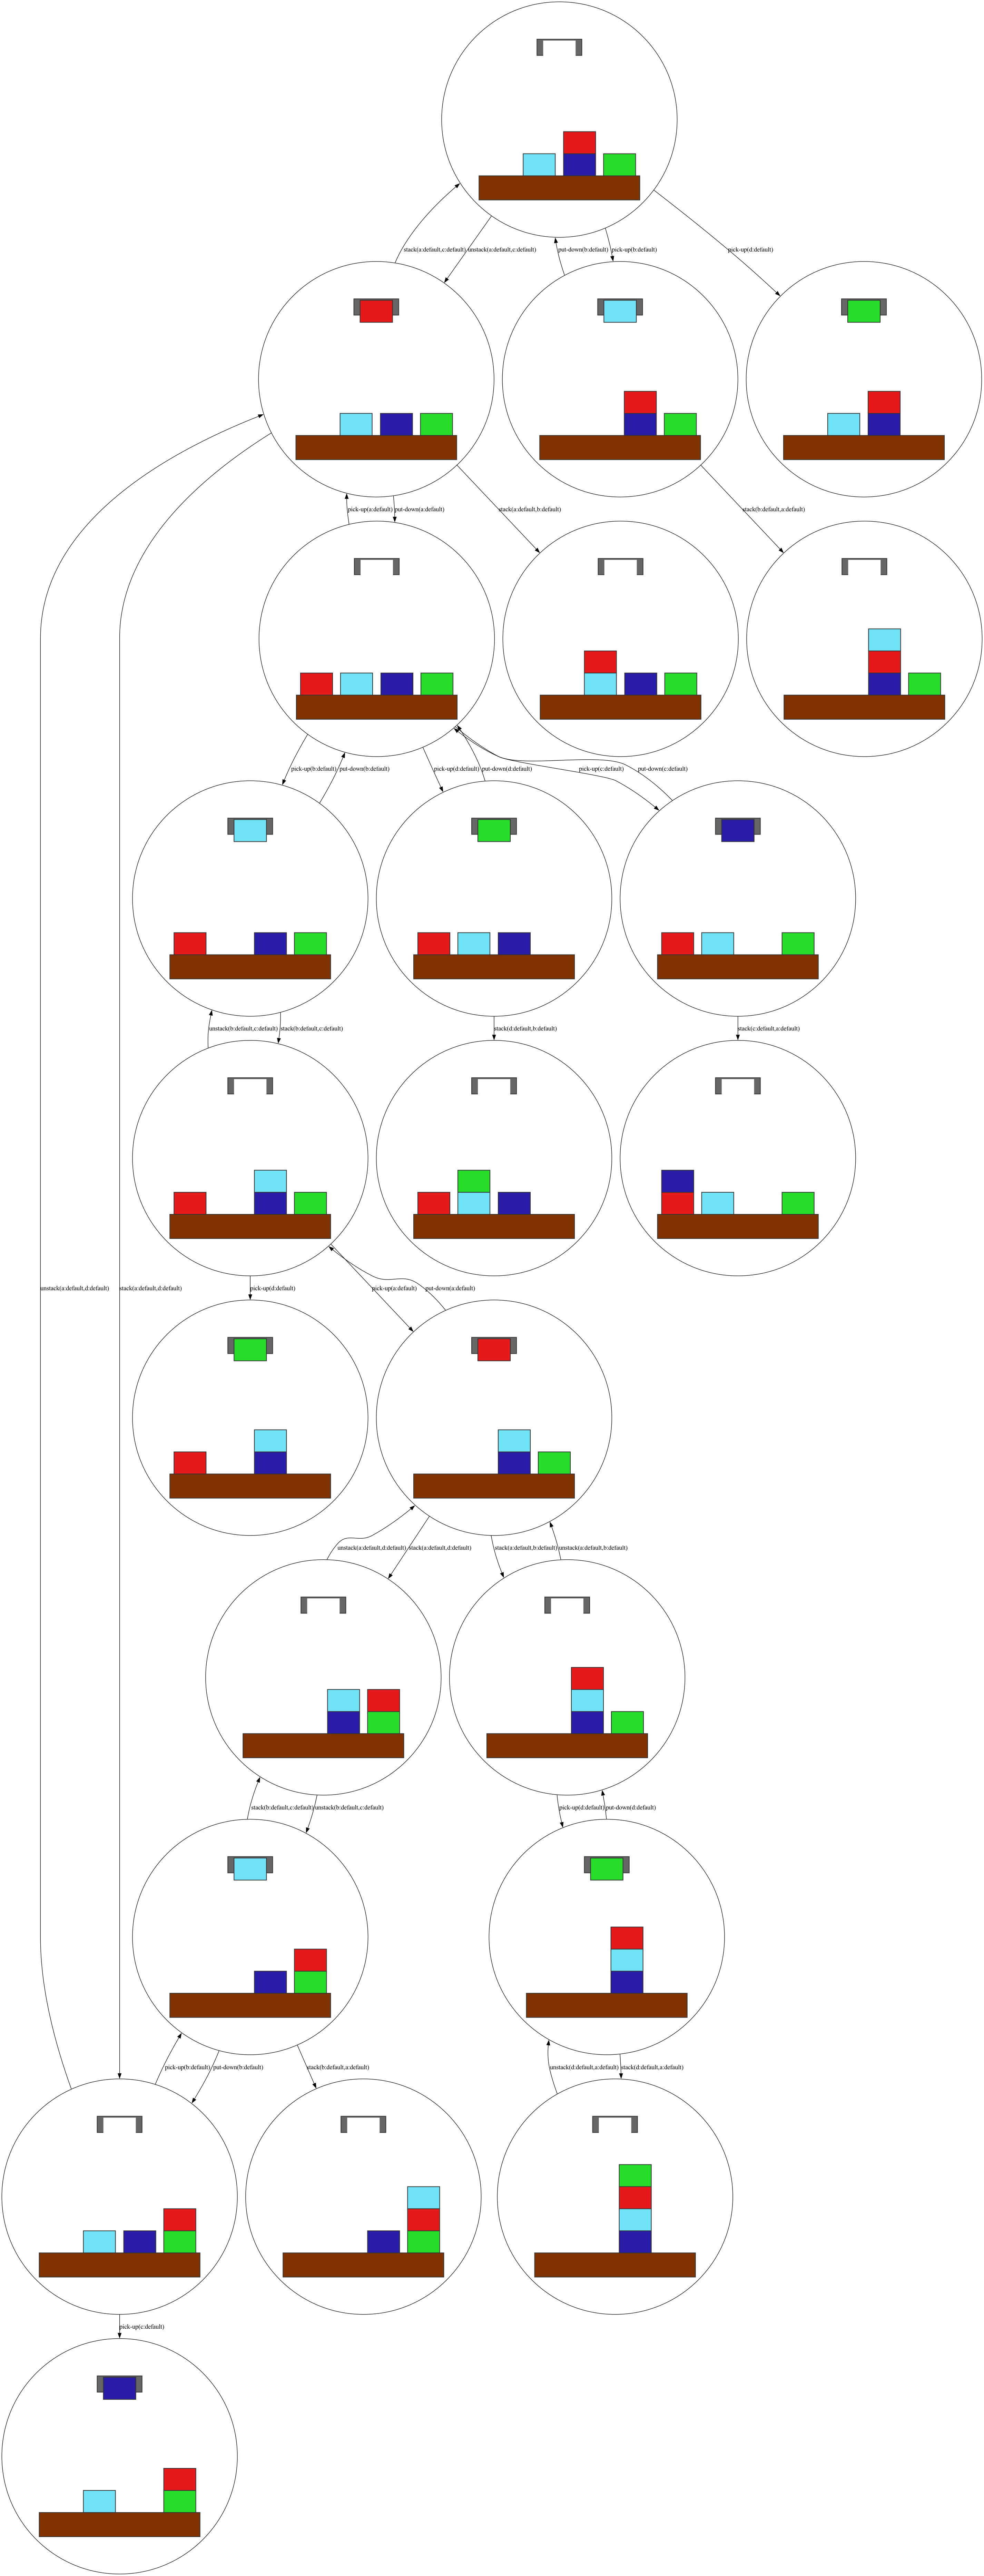 stack(a:default,c:default)
unstack(a:default,c:default)
put-down(b:default)
pick-up(b:default)
pick-up(d:default)
pick-up(a:default)
put-down(a:default)
stack(a:default,b:default)
stack(b:default,a:default)
pick-up(b:default)
put-down(b:default)
pick-up(d:default)
put-down(d:default)
pick-up(c:default)
put-down(c:default)
unstack(b:default,c:default)
stack(b:default,c:default)
stack(d:default,b:default)
stack(c:default,a:default)
unstack(a:default,d:default)
stack(a:default,d:default)
pick-up(d:default)
pick-up(a:default)
put-down(a:default)
unstack(a:default,d:default)
stack(a:default,d:default)
stack(a:default,b:default)
unstack(a:default,b:default)
stack(b:default,c:default)
unstack(b:default,c:default)
pick-up(d:default)
put-down(d:default)
pick-up(b:default)
put-down(b:default)
stack(b:default,a:default)
unstack(d:default,a:default)
stack(d:default,a:default)
pick-up(c:default)